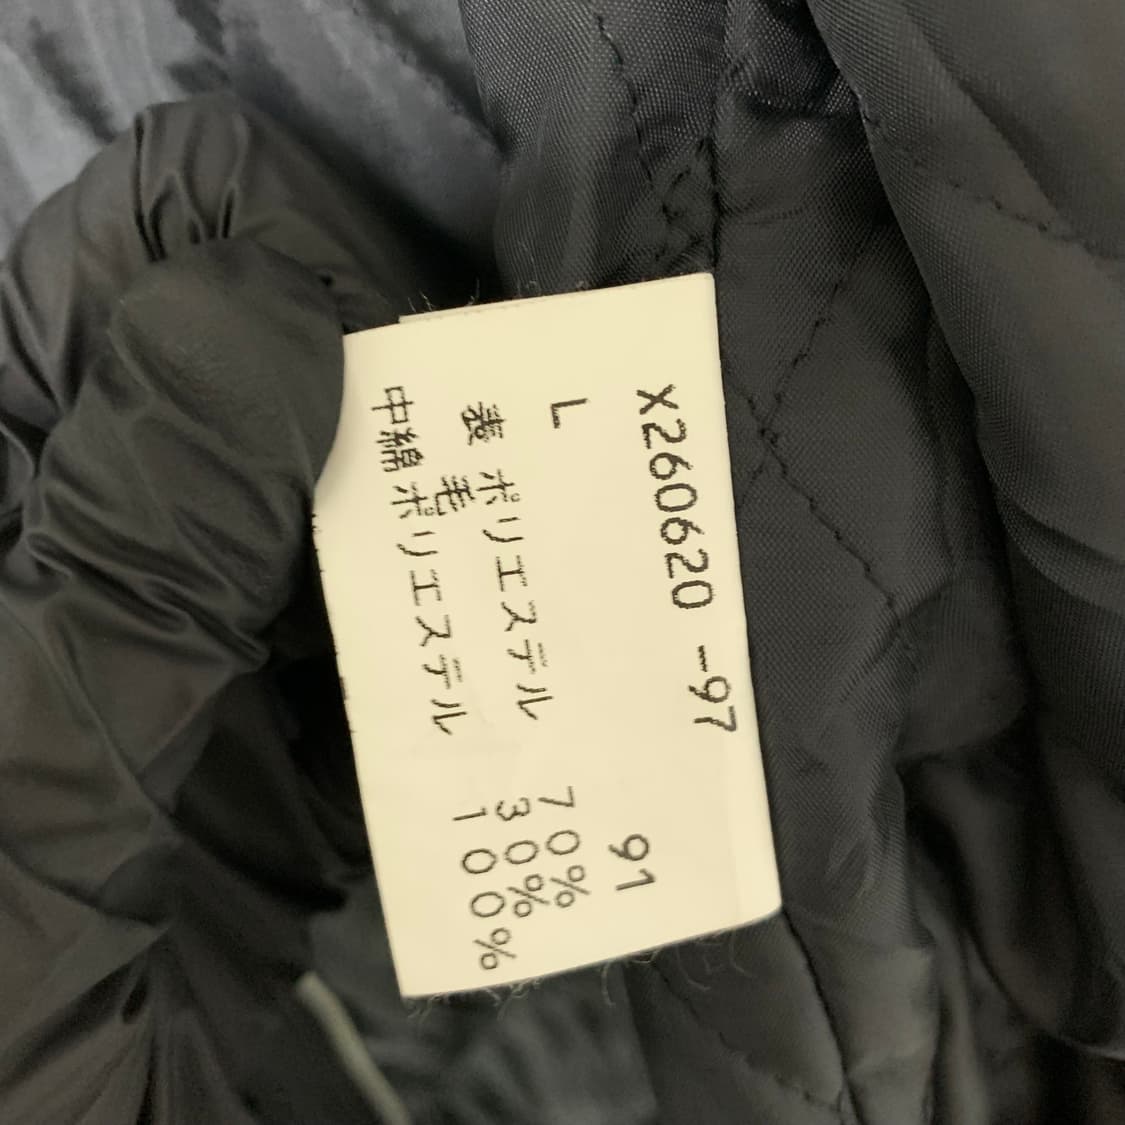 X260620 -97
L 91
表 ポリエステル 70%
毛 30%
中綿 ポリエステル 100%